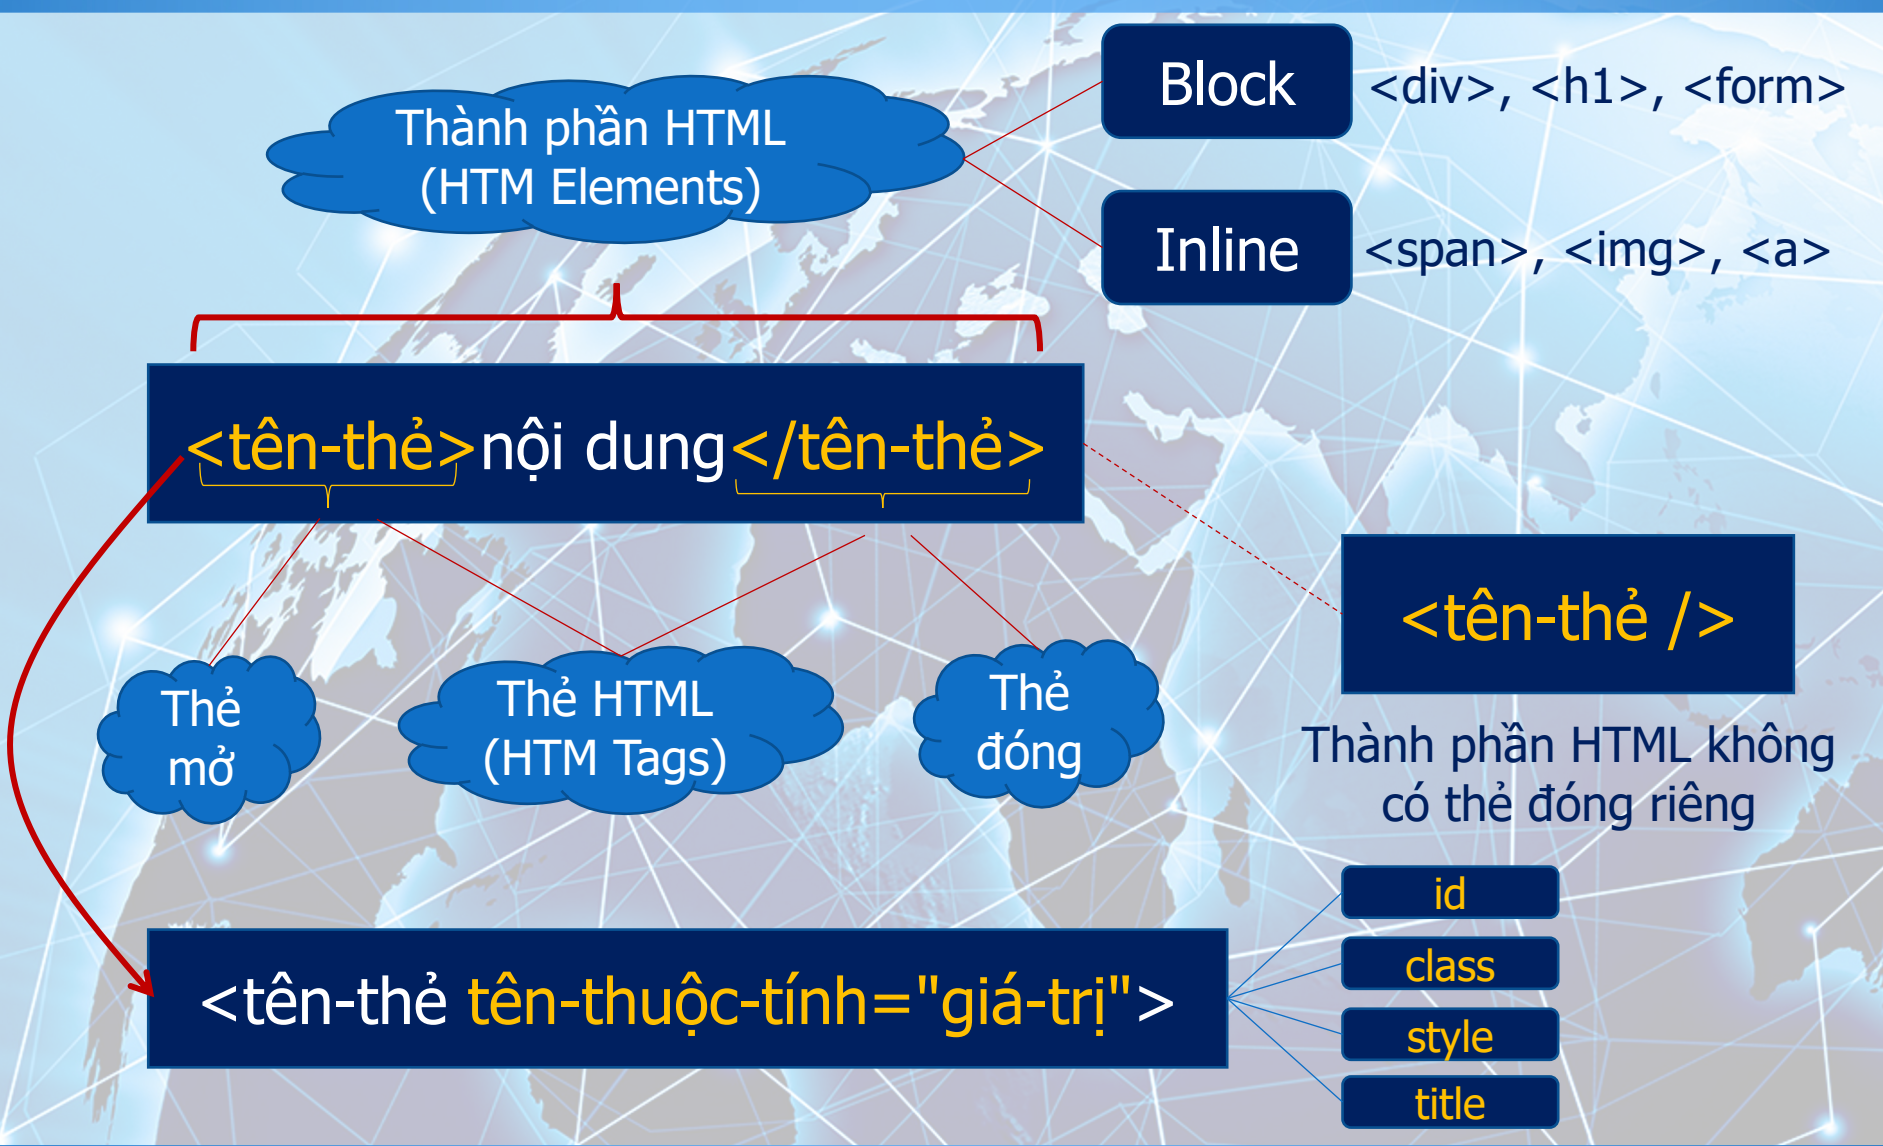 Thành phần HTML
(HTM Elements)
Block
<div>, <h1>, <form>
Inline
<span>, <img>, <a>
<tên-thẻ>nội dung</tên-thẻ>
<tên-thẻ />
Thành phần HTML không
có thẻ đóng riêng
Thẻ
mở
Thẻ HTML
(HTM Tags)
Thẻ
đóng
<tên-thẻ tên-thuộc-tính="giá-trị">
id
class
style
title